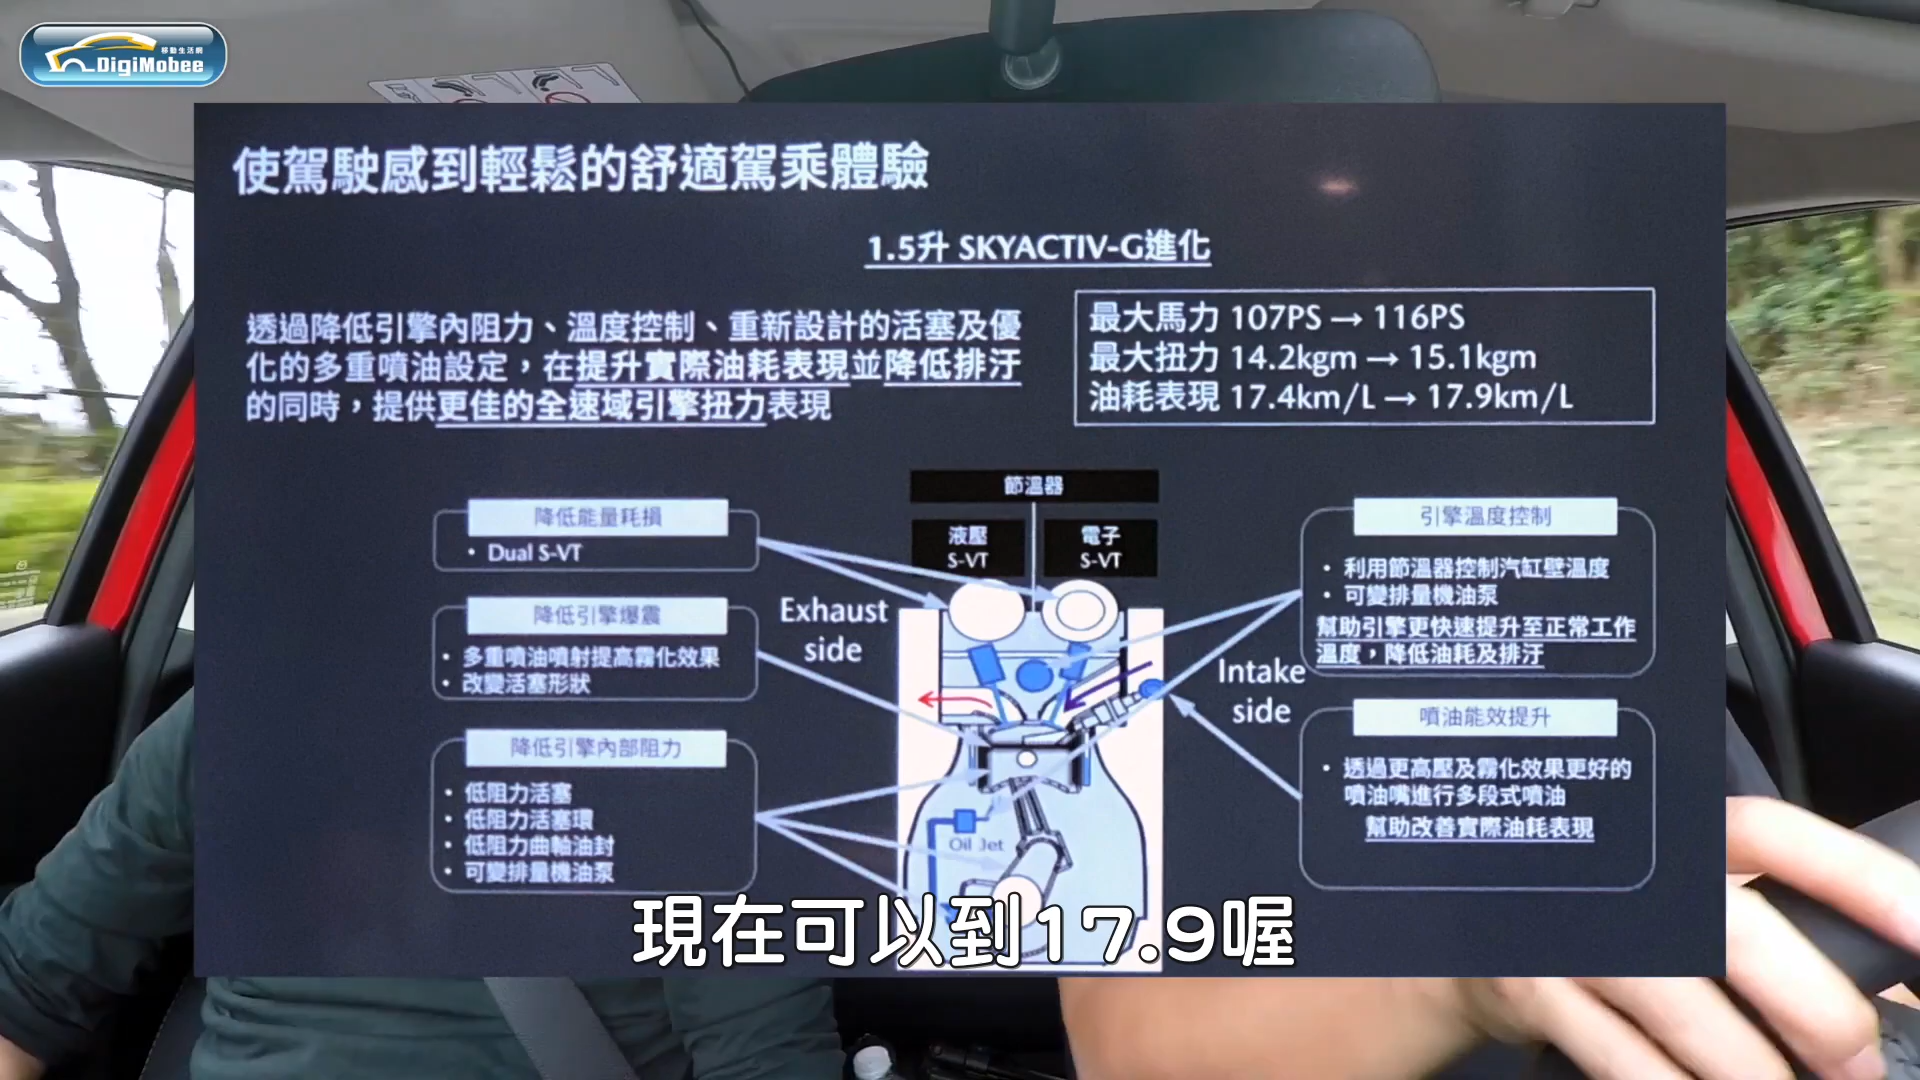 移動生活網
DigiMobee
使駕駛感到輕鬆的舒適駕乘體驗
1.5升 SKYACTIV-G進化
透過降低引擎內阻力、溫度控制、重新設計的活塞及優
化的多重噴油設定，在提升實際油耗表現並降低排汙
的同時，提供更佳的全速域引擎扭力表現
最大馬力 107PS → 116PS
最大扭力 14.2kgm → 15.1kgm
油耗表現 17.4km/L → 17.9km/L
節溫器
液壓
S-VT
電子
S-VT
降低能量耗損
• Dual S-VT
降低引擎爆震
• 多重噴油噴射提高霧化效果
• 改變活塞形狀
降低引擎內部阻力
• 低阻力活塞
• 低阻力活塞環
• 低阻力曲軸油封
• 可變排量機油泵
Exhaust
side
Intake
side
Oil Jet
引擎溫度控制
• 利用節溫器控制汽缸壁溫度
• 可變排量機油泵
幫助引擎更快速提升至正常工作
溫度，降低油耗及排汙
噴油能效提升
• 透過更高壓及霧化效果更好的
噴油嘴進行多段式噴油
幫助改善實際油耗表現
現在可以到17.9喔